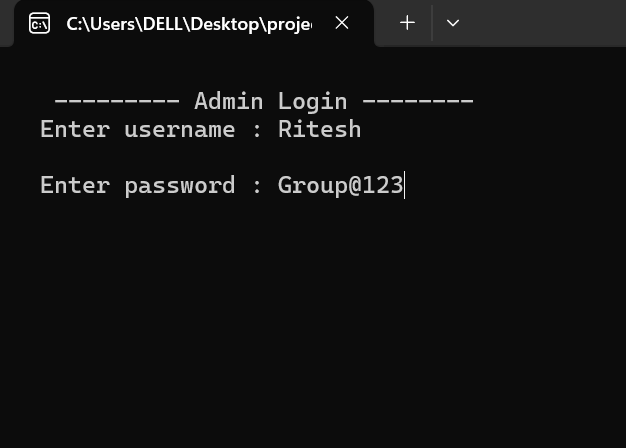 C:\Users\DELL\Desktop\proje
--------- Admin Login --------
Enter username : Ritesh
Enter password : Group@123